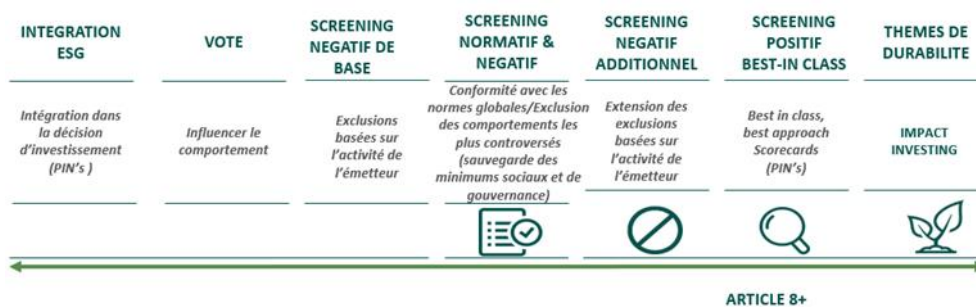 INTEGRATION
ESG
VOTE
SCREENING
NEGATIF DE
BASE
SCREENING
NORMATIF &
NEGATIF
SCREENING
NEGATIF
ADDITIONNEL
SCREENING
POSITIF
BEST-IN CLASS
THEMES DE
DURABILITE
Intégration dans
la décision
d'investissement
(PIN's )
Influencer le
comportement
Exclusions
basées sur
l'activité de
l'émetteur
Conformité avec les
normes globales/Exclusion
des comportements les
plus controversés
(sauvegarde des
minimums sociaux et de
gouvernance)
Extension des
exclusions
basées sur
l'activité de
l'émetteur
Best in class,
best approach
Scorecards
(PIN's)
IMPACT
INVESTING
ARTICLE 8+